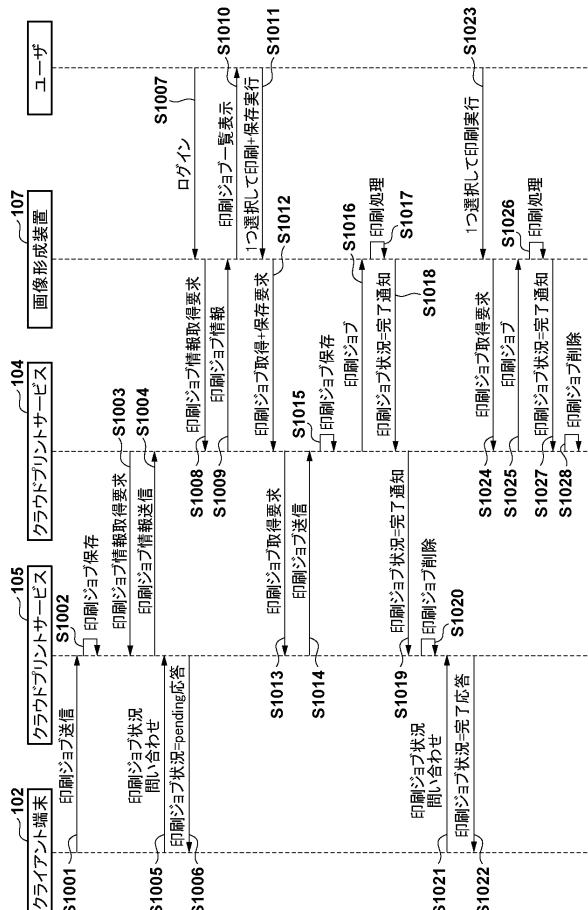 102
クライアント端末
105
クラウドプリントサービス
104
クラウドプリントサービス
107
画像形成装置
ユーザ
S1001
印刷ジョブ送信
S1002
印刷ジョブ保存
S1003
印刷ジョブ情報取得要求
S1004
印刷ジョブ情報送信
S1005
印刷ジョブ状況
問い合わせ
S1006
印刷ジョブ状況=pending応答
S1007
ログイン
S1008
印刷ジョブ情報取得要求
S1009
印刷ジョブ情報
S1010
印刷ジョブ一覧表示
S1011
1つ選択して印刷+保存実行
S1012
印刷ジョブ取得+保存要求
S1013
印刷ジョブ取得要求
S1014
印刷ジョブ送信
S1015
印刷ジョブ保存
S1016
印刷ジョブ
S1017
印刷処理
S1018
印刷ジョブ状況=完了通知
S1019
印刷ジョブ状況=完了通知
S1020
印刷ジョブ削除
S1021
印刷ジョブ状況
問い合わせ
S1022
印刷ジョブ状況=完了応答
S1023
1つ選択して印刷実行
S1024
印刷ジョブ取得要求
S1025
印刷ジョブ
S1026
印刷処理
S1027
印刷ジョブ状況=完了通知
S1028
印刷ジョブ削除